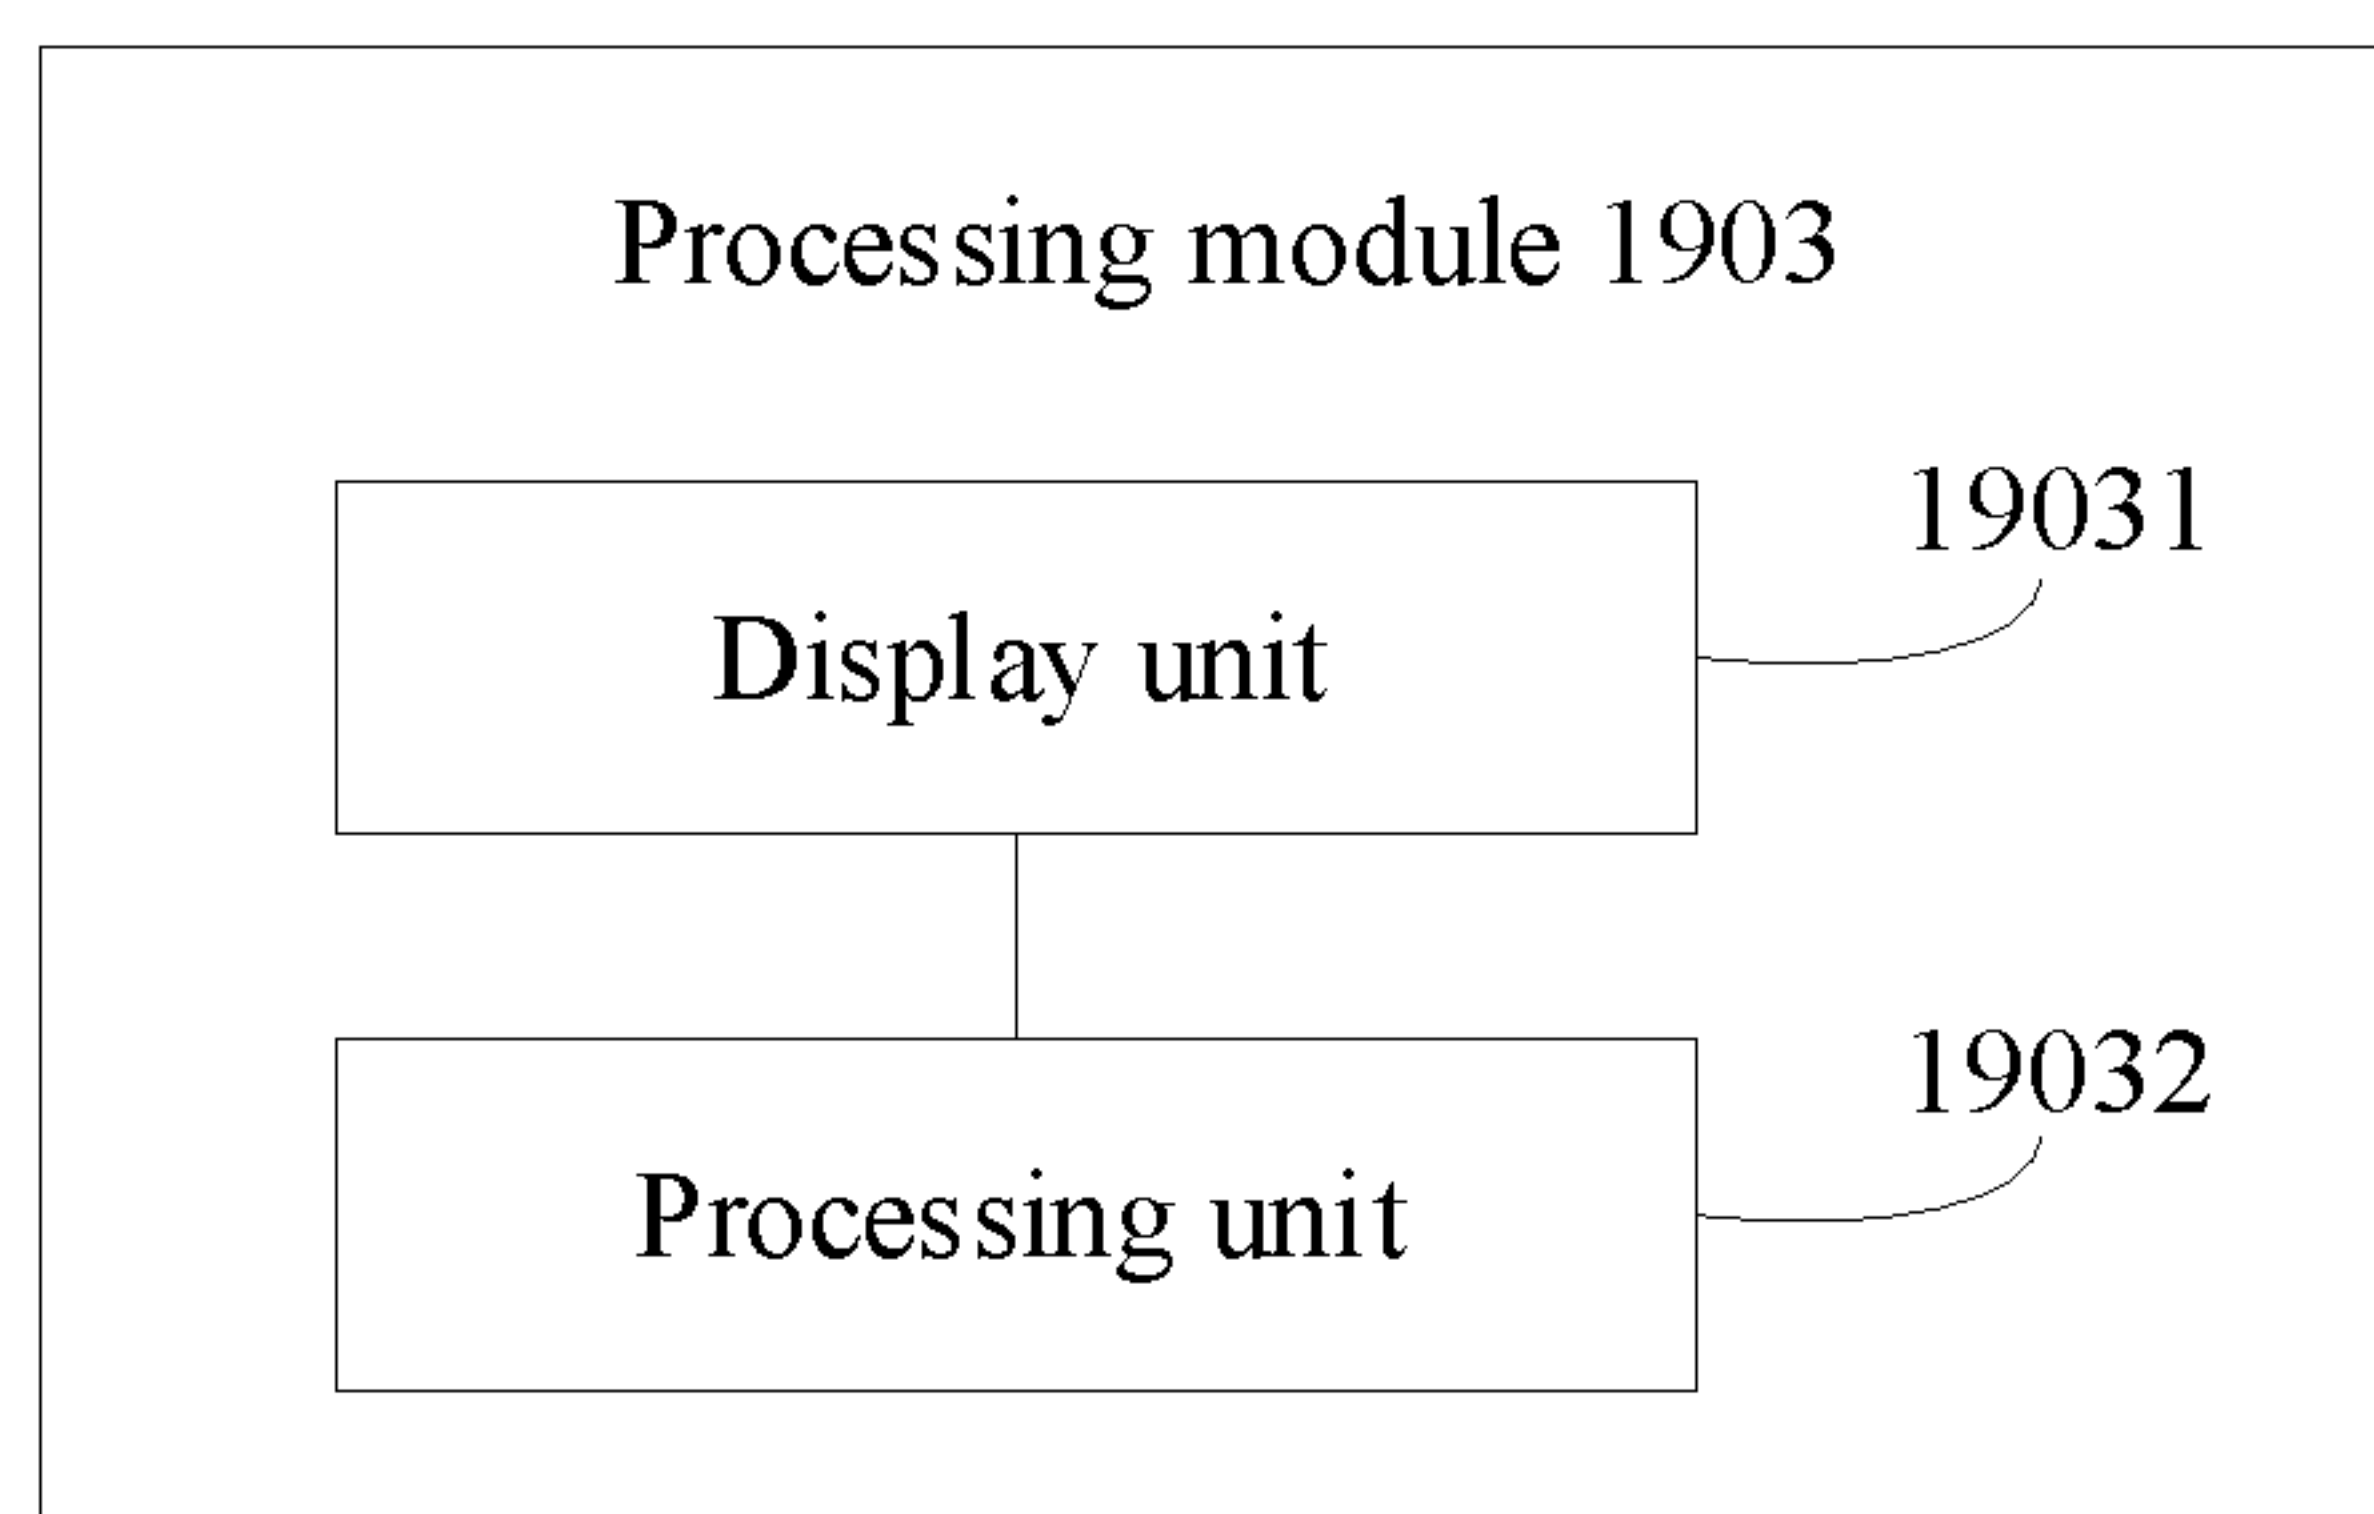 Processing module 1903
19031
Display unit
19032
Processing unit